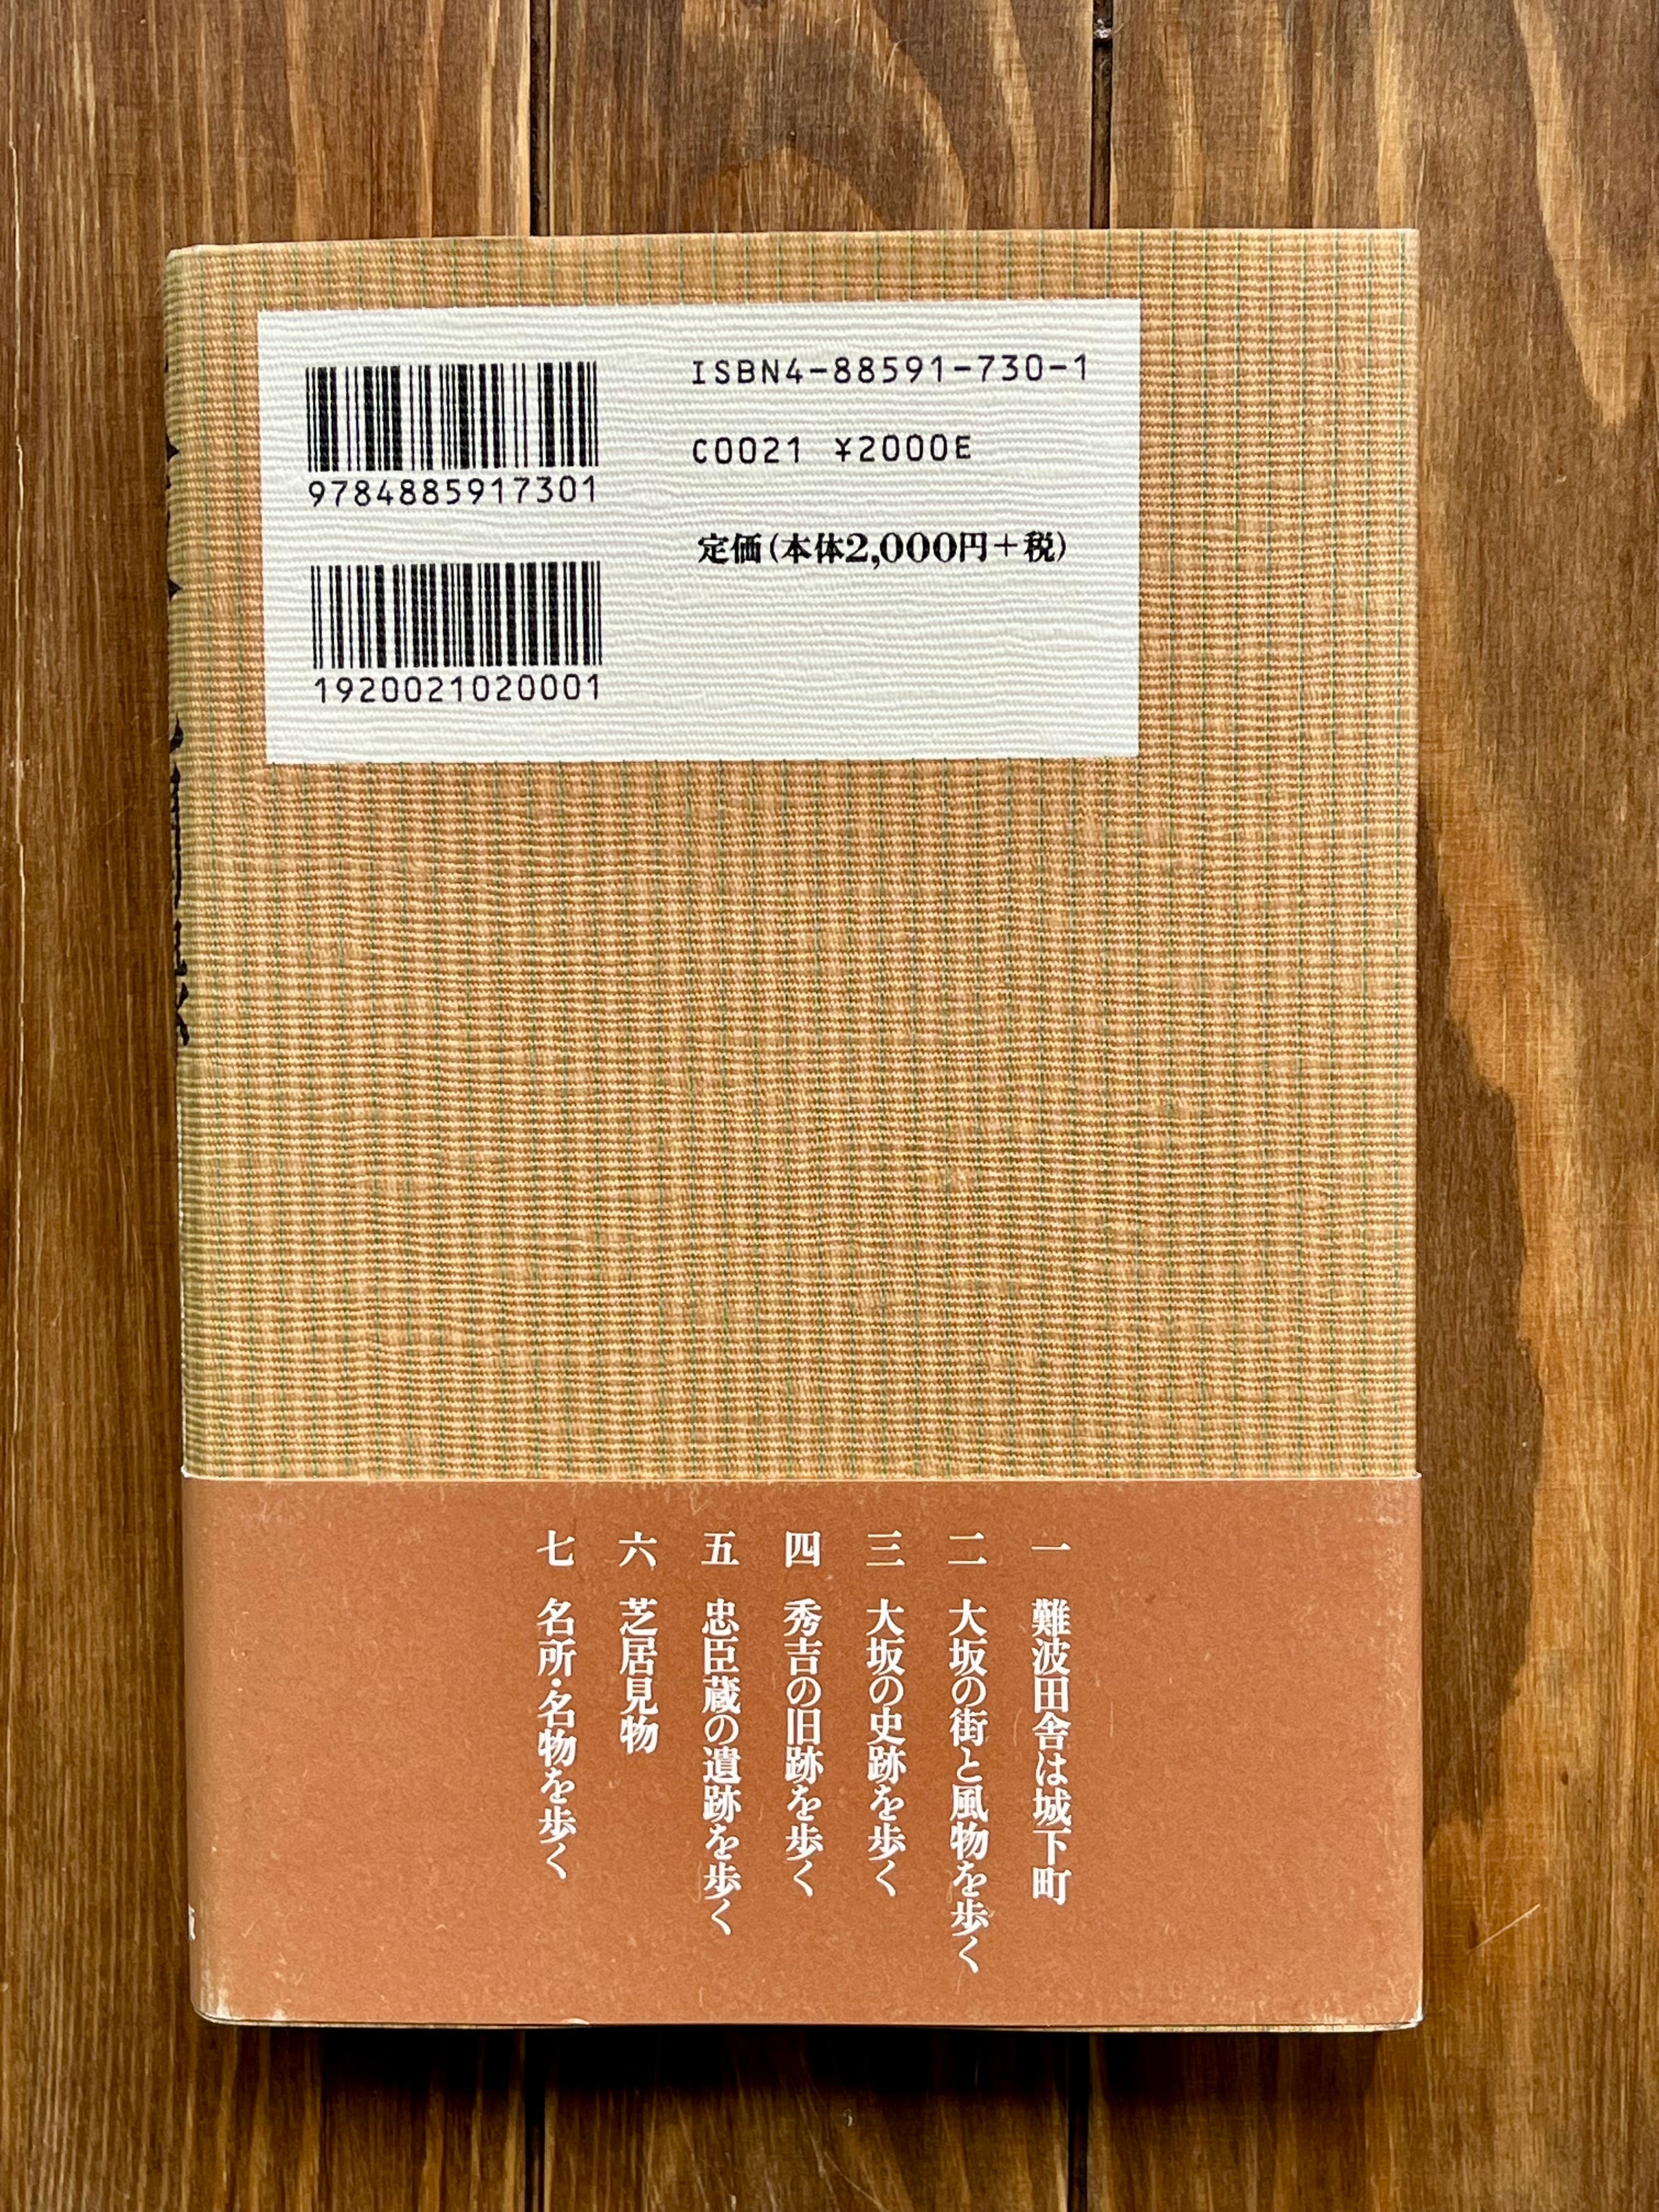 ISBN4-88591-730-1
C0021 ¥2000E
定価(本体2,000円+税)
9784885917301
1920021020001
一 難波田舎は城下町
二 大坂の街と風物を歩く
三 大坂の史跡を歩く
四 秀吉の旧跡を歩く
五 忠臣蔵の遺跡を歩く
六 芝居見物
七 名所・名物を歩く